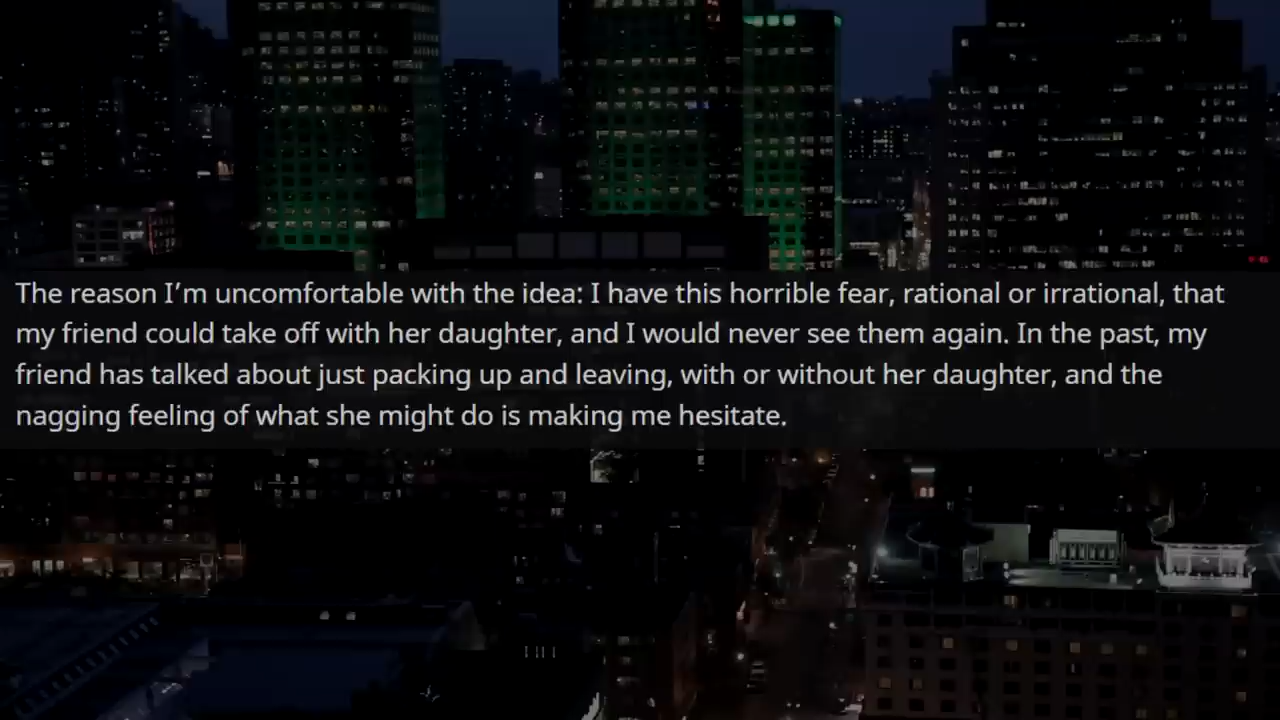 The reason I’m uncomfortable with the idea: I have this horrible fear, rational or irrational, that
my friend could take off with her daughter, and I would never see them again. In the past, my
friend has talked about just packing up and leaving, with or without her daughter, and the
nagging feeling of what she might do is making me hesitate.